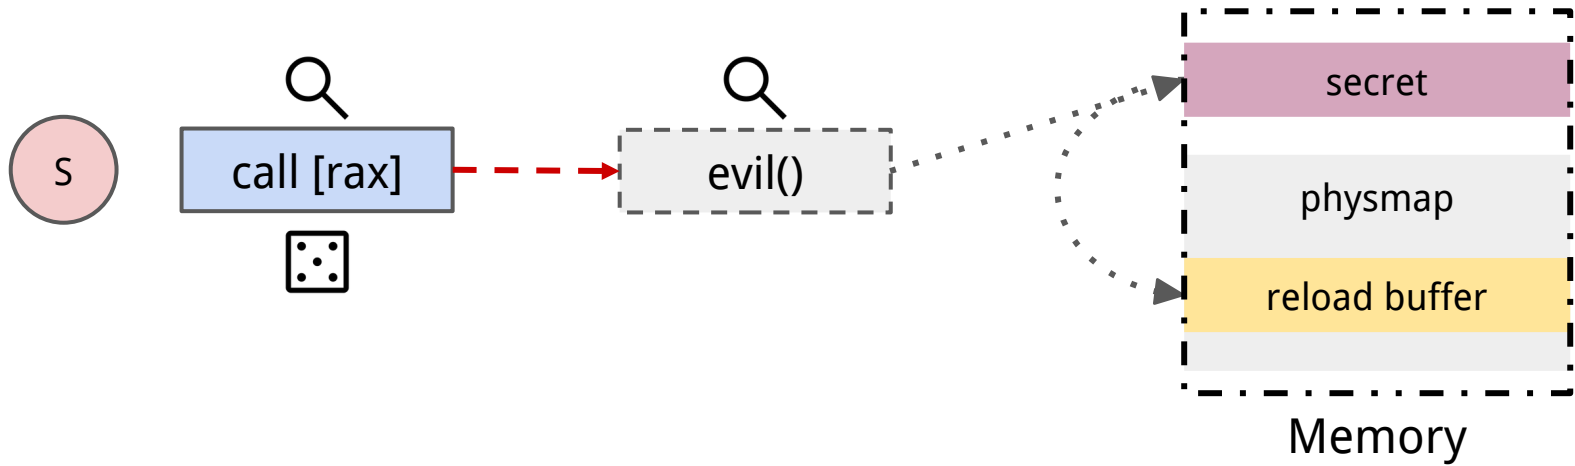 S
call [rax]
evil()
secret
physmap
reload buffer
Memory